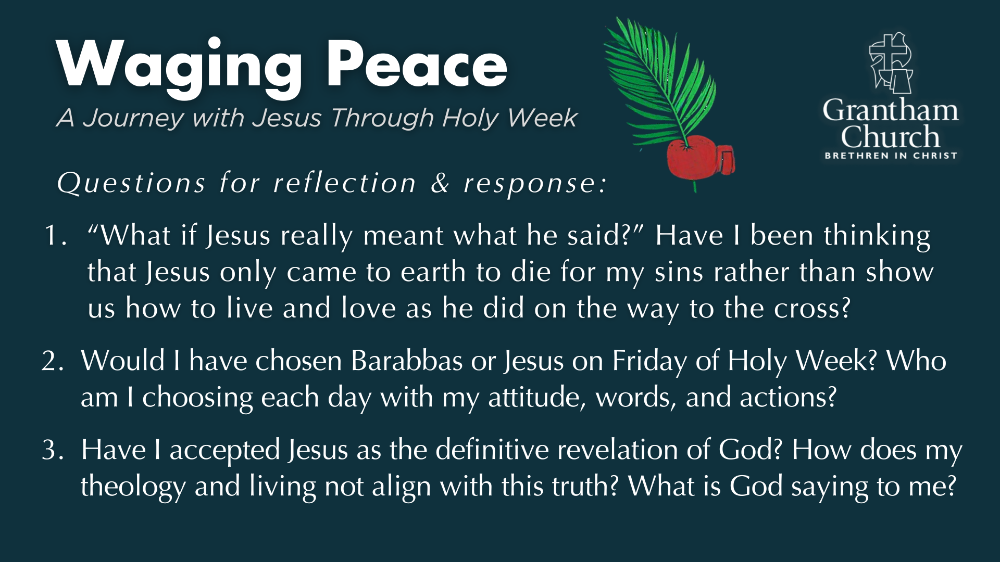 Waging Peace
A Journey with Jesus Through Holy Week
Grantham
Church
BRETHREN IN CHRIST
Questions for reflection & response:
1. “What if Jesus really meant what he said?” Have I been thinking
that Jesus only came to earth to die for my sins rather than show
us how to live and love as he did on the way to the cross?
2. Would I have chosen Barabbas or Jesus on Friday of Holy Week? Who
am I choosing each day with my attitude, words, and actions?
3. Have I accepted Jesus as the definitive revelation of God? How does my
theology and living not align with this truth? What is God saying to me?